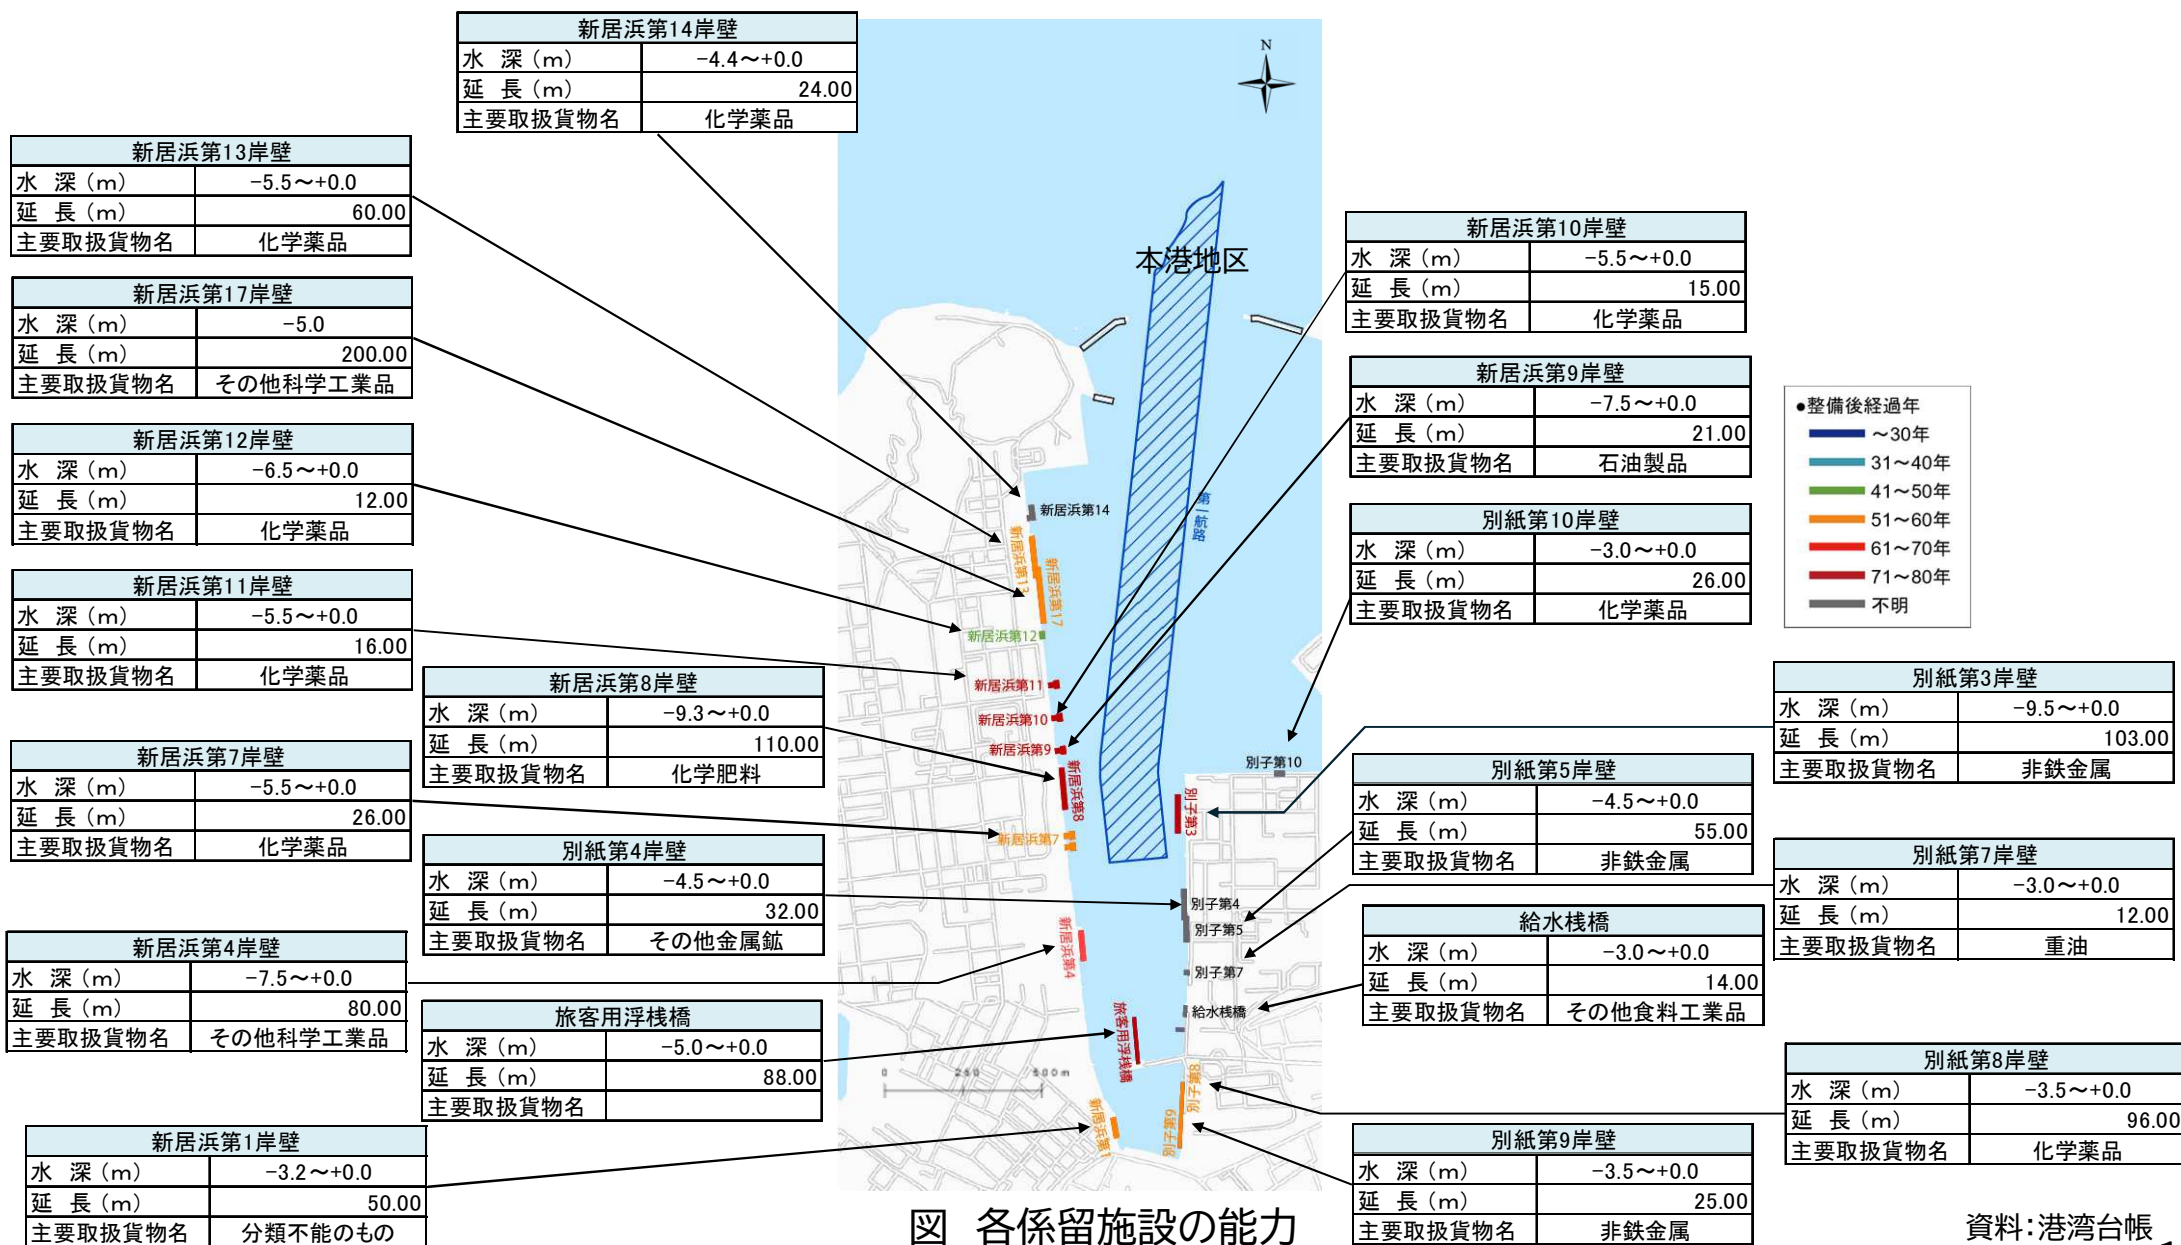 新居浜第14岸壁
水 深（m） -4.4～+0.0
延 長（m） 24.00
主要取扱貨物名 化学薬品
新居浜第13岸壁
水 深（m） -5.5～+0.0
延 長（m） 60.00
主要取扱貨物名 化学薬品
新居浜第17岸壁
水 深（m） -5.0
延 長（m） 200.00
主要取扱貨物名 その他科学工業品
新居浜第12岸壁
水 深（m） -6.5～+0.0
延 長（m） 12.00
主要取扱貨物名 化学薬品
新居浜第11岸壁
水 深（m） -5.5～+0.0
延 長（m） 16.00
主要取扱貨物名 化学薬品
新居浜第8岸壁
水 深（m） -9.3～+0.0
延 長（m） 110.00
主要取扱貨物名 化学肥料
新居浜第7岸壁
水 深（m） -5.5～+0.0
延 長（m） 26.00
主要取扱貨物名 化学薬品
別紙第4岸壁
水 深（m） -4.5～+0.0
延 長（m） 32.00
主要取扱貨物名 その他金属鉱
新居浜第4岸壁
水 深（m） -7.5～+0.0
延 長（m） 80.00
主要取扱貨物名 その他科学工業品
旅客用浮桟橋
水 深（m） -5.0～+0.0
延 長（m） 88.00
主要取扱貨物名
新居浜第1岸壁
水 深（m） -3.2～+0.0
延 長（m） 50.00
主要取扱貨物名 分類不能のもの
N
本港地区
第一航路
新居浜第14
新居浜第13
新居浜第17
新居浜第12
新居浜第11
新居浜第10
新居浜第9
新居浜第8
新居浜第7
新居浜第4
旅客用浮桟橋
新居浜第1
別子第10
別子第3
別子第4
別子第5
別子第7
給水桟橋
別子第8
別子第9
0 250 500m
新居浜第10岸壁
水 深（m） -5.5～+0.0
延 長（m） 15.00
主要取扱貨物名 化学薬品
新居浜第9岸壁
水 深（m） -7.5～+0.0
延 長（m） 21.00
主要取扱貨物名 石油製品
別紙第10岸壁
水 深（m） -3.0～+0.0
延 長（m） 26.00
主要取扱貨物名 化学薬品
●整備後経過年
～30年
31～40年
41～50年
51～60年
61～70年
71～80年
不明
別紙第3岸壁
水 深（m） -9.5～+0.0
延 長（m） 103.00
主要取扱貨物名 非鉄金属
別紙第5岸壁
水 深（m） -4.5～+0.0
延 長（m） 55.00
主要取扱貨物名 非鉄金属
別紙第7岸壁
水 深（m） -3.0～+0.0
延 長（m） 12.00
主要取扱貨物名 重油
給水桟橋
水 深（m） -3.0～+0.0
延 長（m） 14.00
主要取扱貨物名 その他食料工業品
別紙第8岸壁
水 深（m） -3.5～+0.0
延 長（m） 96.00
主要取扱貨物名 化学薬品
別紙第9岸壁
水 深（m） -3.5～+0.0
延 長（m） 25.00
主要取扱貨物名 非鉄金属
図 各係留施設の能力
資料：港湾台帳